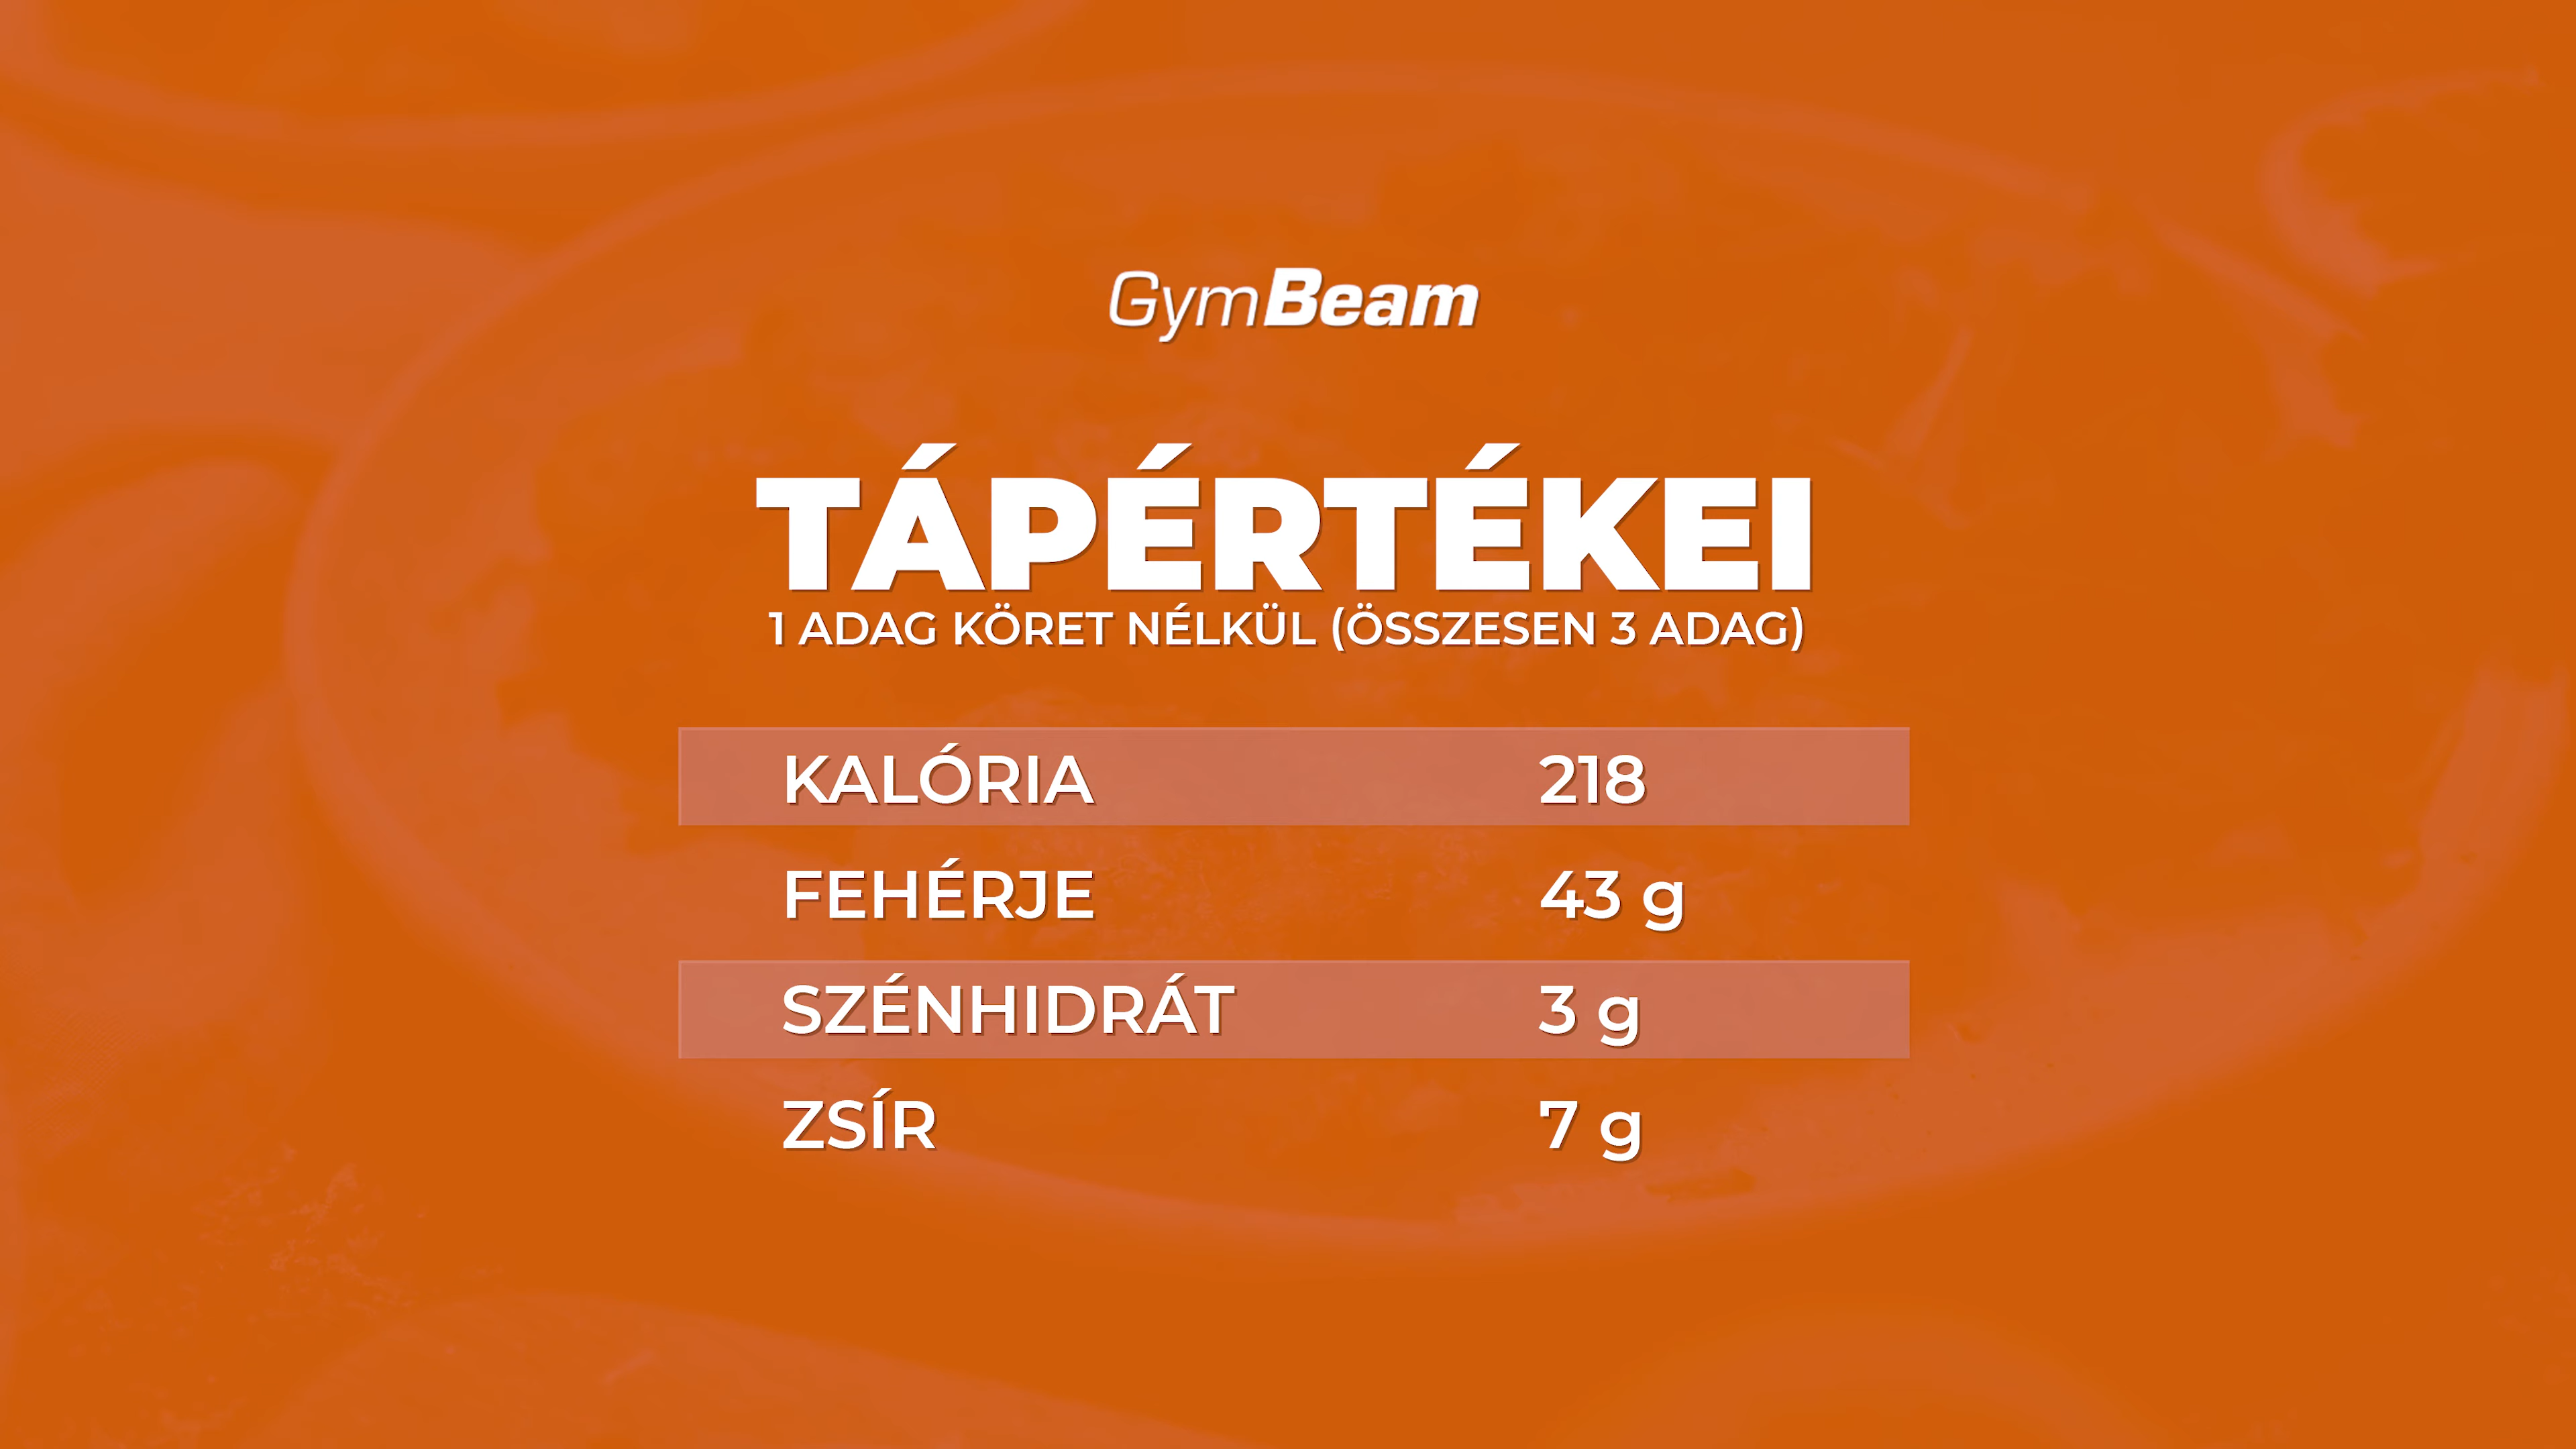 GymBeam
TÁPÉRTÉKEI
1 ADAG KÖRET NÉLKÜL (ÖSSZESEN 3 ADAG)
KALÓRIA 218
FEHÉRJE 43 g
SZÉNHIDRÁT 3 g
ZSÍR 7 g